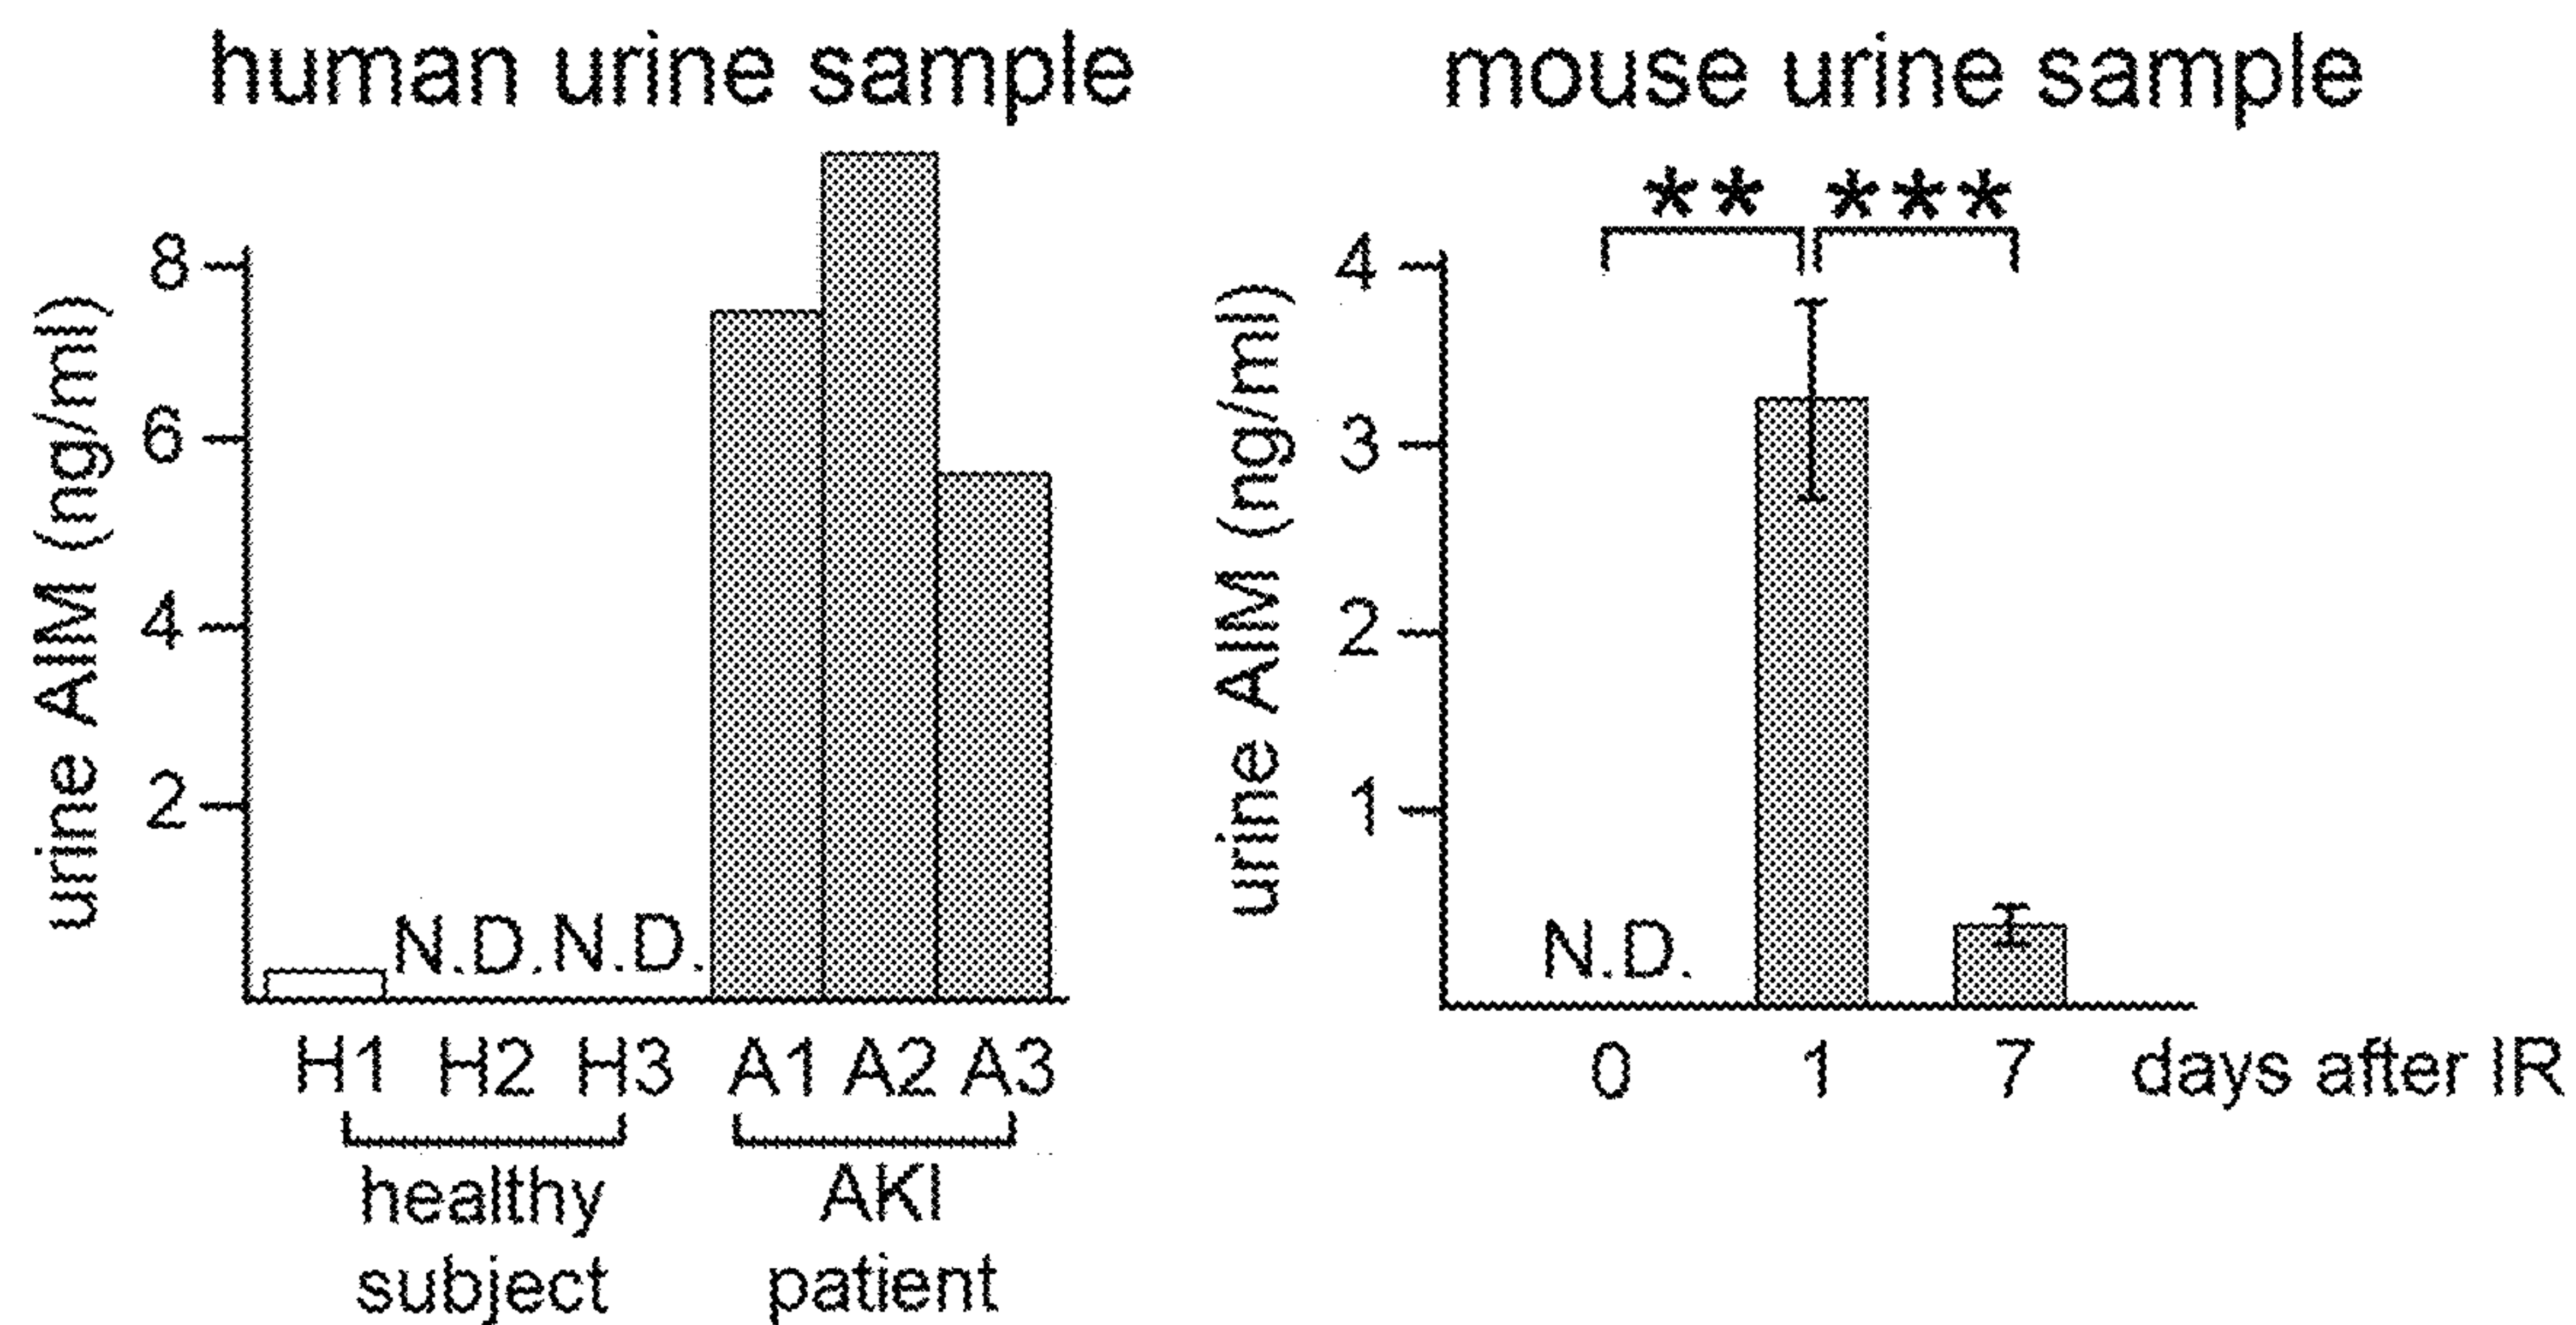 human urine sample
urine AIM (ng/ml)
8
6
4
2
N.D. N.D.
H1 H2 H3 A1 A2 A3
healthy
subject
AKI
patient
mouse urine sample
** ***
urine AIM (ng/ml)
4
3
2
1
N.D.
0 1 7 days after IR